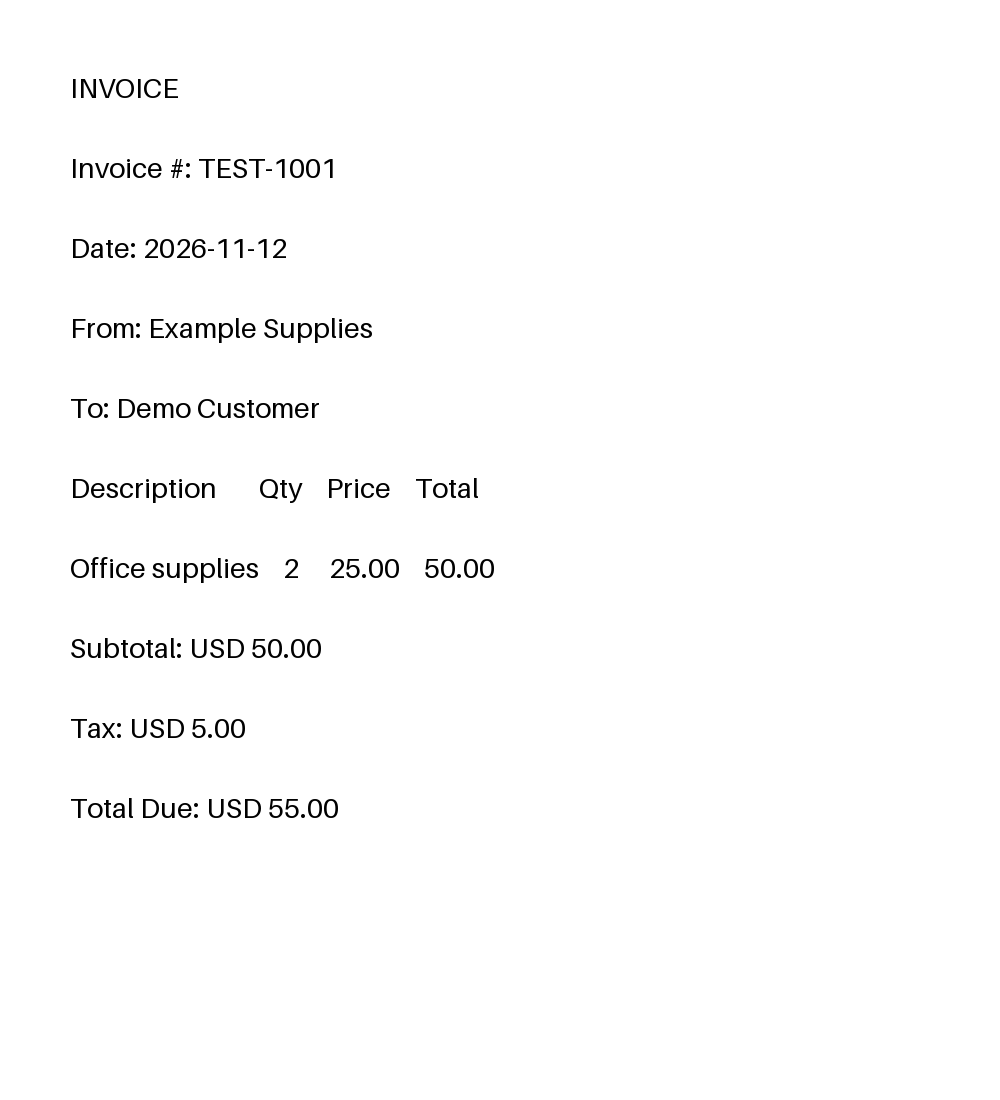 INVOICE
Invoice #: TEST-1001
Date: 2026-11-12
From: Example Supplies
To: Demo Customer
Description Qty Price Total
Office supplies 2 25.00 50.00
Subtotal: USD 50.00
Tax: USD 5.00
Total Due: USD 55.00